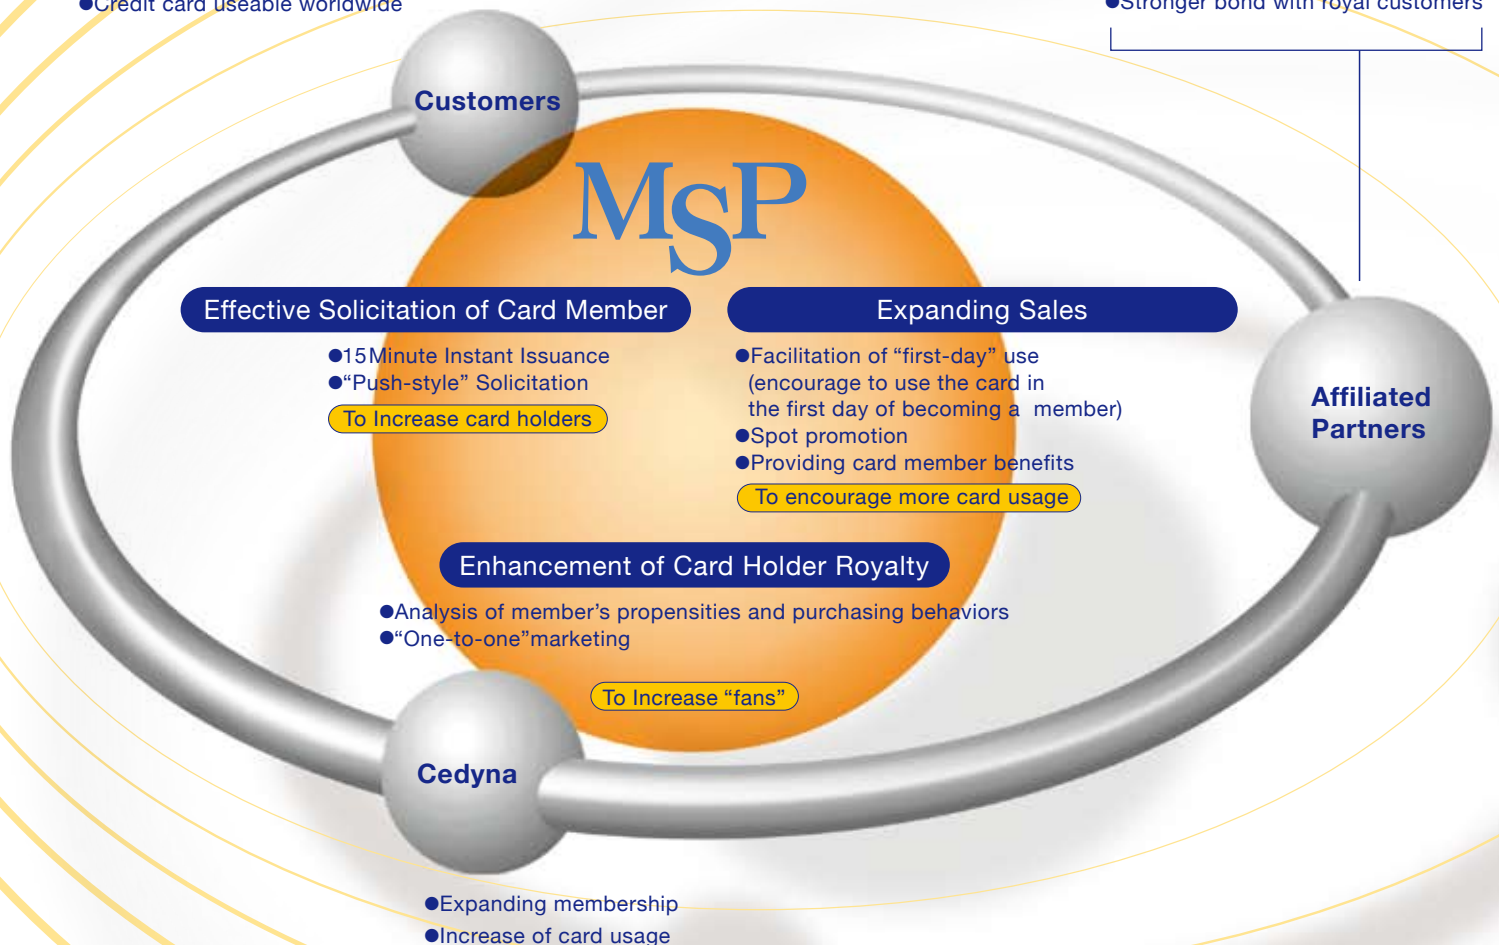 ●Credit card useable worldwide
●Stronger bond with royal customers
Customers
MSP
Effective Solicitation of Card Member
●15Minute Instant Issuance
●“Push-style” Solicitation
To Increase card holders
Expanding Sales
●Facilitation of “first-day” use
(encourage to use the card in
the first day of becoming a member)
●Spot promotion
●Providing card member benefits
To encourage more card usage
Affiliated
Partners
Enhancement of Card Holder Royalty
●Analysis of member’s propensities and purchasing behaviors
●“One-to-one”marketing
To Increase “fans”
Cedyna
●Expanding membership
●Increase of card usage